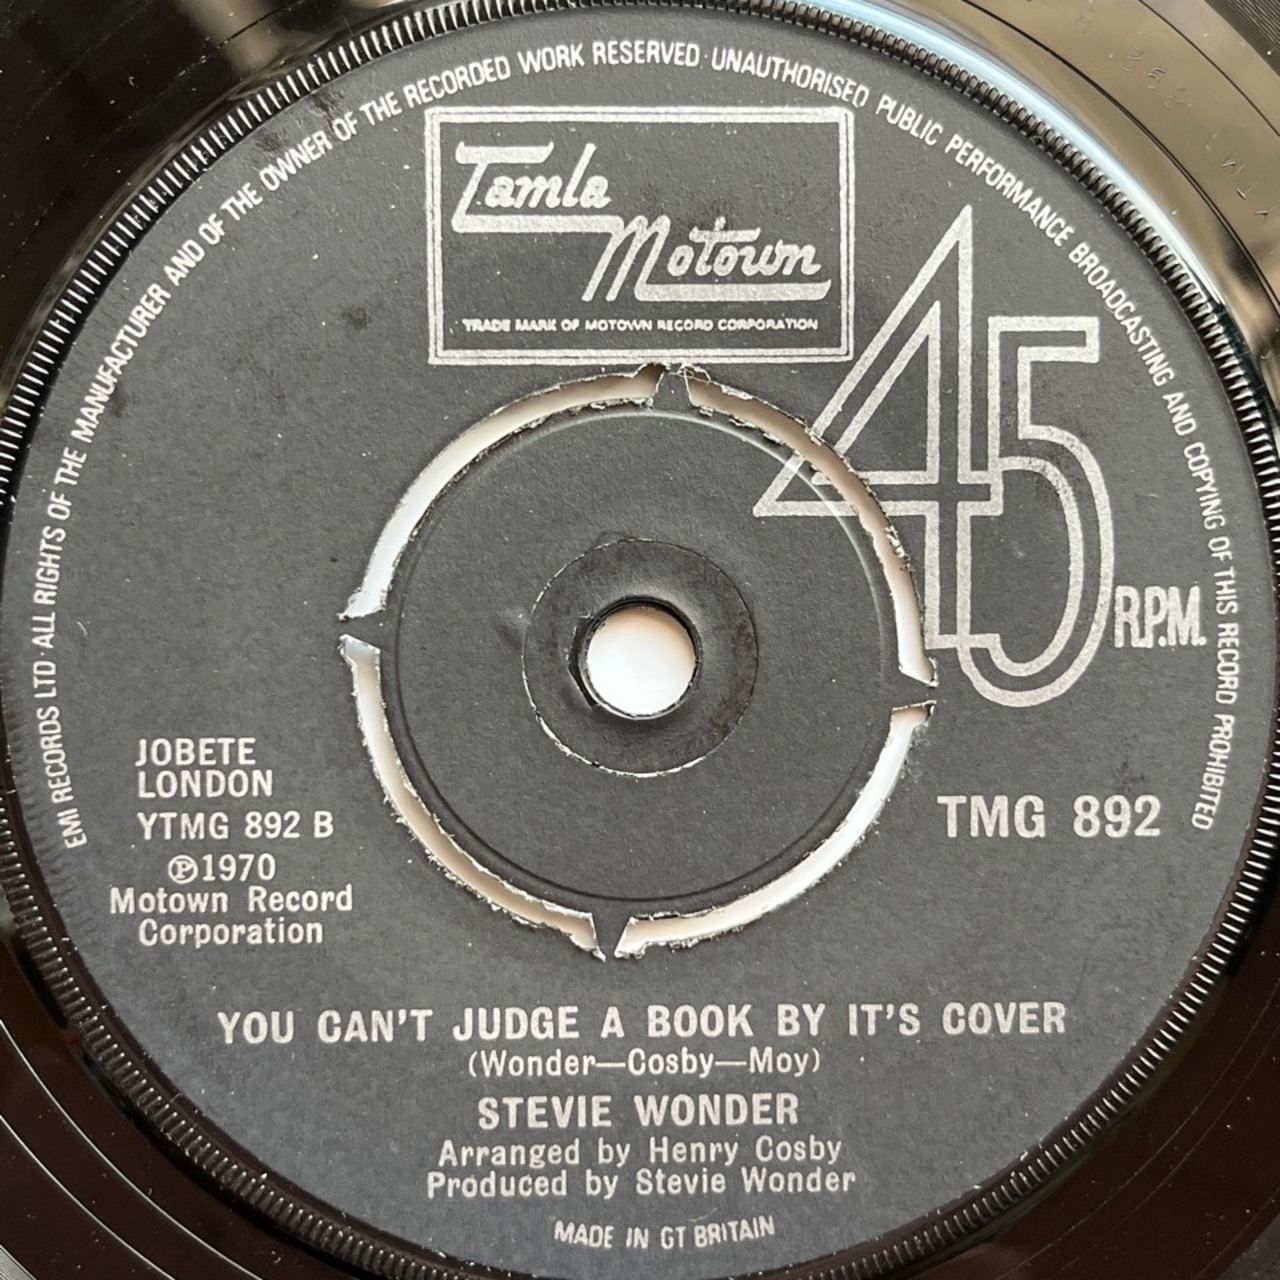 EMI RECORDS LTD · ALL RIGHTS OF THE MANUFACTURER AND OF THE OWNER OF THE RECORDED WORK RESERVED · UNAUTHORISED PUBLIC PERFORMANCE BROADCASTING AND COPYING OF THIS RECORD PROHIBITED
Tamla
Motown
TRADE MARK OF MOTOWN RECORD CORPORATION
45
R.P.M.
JOBETE
LONDON
YTMG 892 B
℗1970
Motown Record
Corporation
TMG 892
YOU CAN'T JUDGE A BOOK BY IT'S COVER
(Wonder—Cosby—Moy)
STEVIE WONDER
Arranged by Henry Cosby
Produced by Stevie Wonder
MADE IN GT BRITAIN